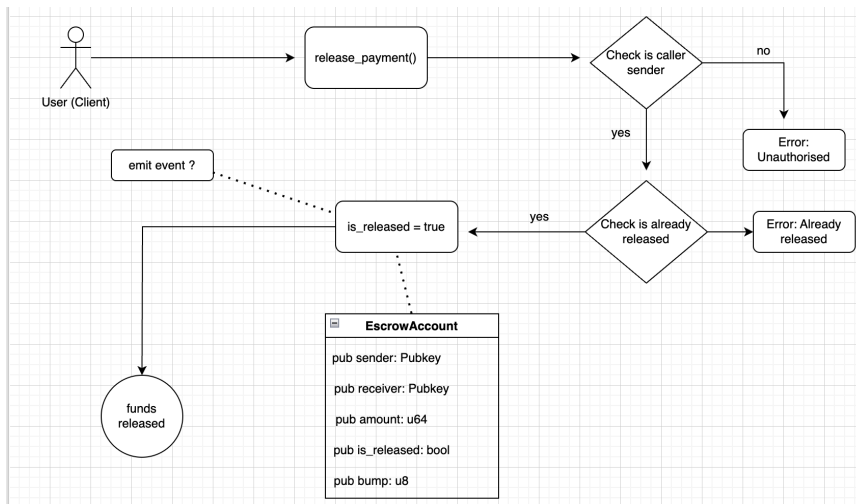 release_payment()
Check is caller
sender
no
User (Client)
yes
Error:
Unauthorised
emit event ?
is_released = true
yes
Check is already
released
Error: Already
released
EscrowAccount
pub sender: Pubkey
pub receiver: Pubkey
pub amount: u64
pub is_released: bool
pub bump: u8
funds
released